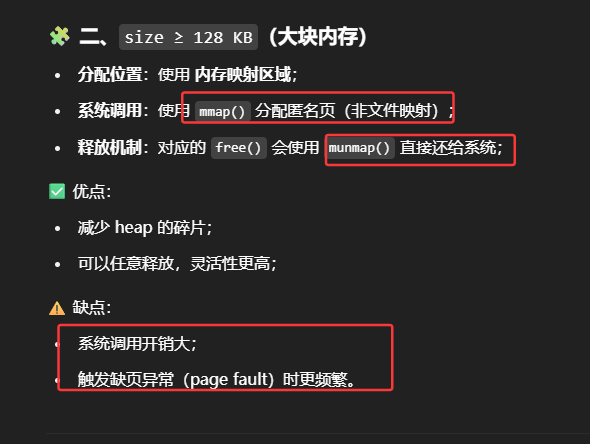 二、size ≥ 128 KB（大块内存）
• 分配位置：使用 内存映射区域；
• 系统调用：使用 mmap() 分配匿名页（非文件映射）；
• 释放机制：对应的 free() 会使用 munmap() 直接还给系统；
优点：
• 减少 heap 的碎片；
• 可以任意释放，灵活性更高；
缺点：
• 系统调用开销大；
• 触发缺页异常（page fault）时更频繁。